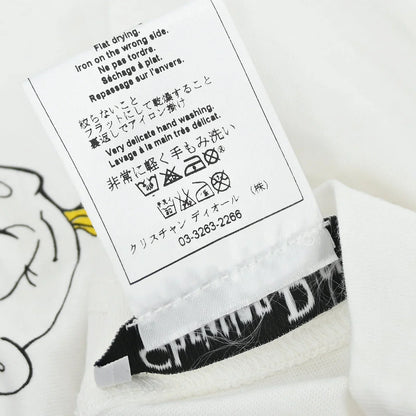 Flat drying.
Iron on the wrong side.
Ne pas tordre.
Séchage à plat.
Repassage sur l'envers.
絞らないこと
フラットにして乾燥すること
裏返しでアイロン掛け
Very delicate hand washing.
Lavage à la main très délicat.
非常に軽く手もみ洗い
クリスチャン ディオール (株)
03-3263-2266
Christian D